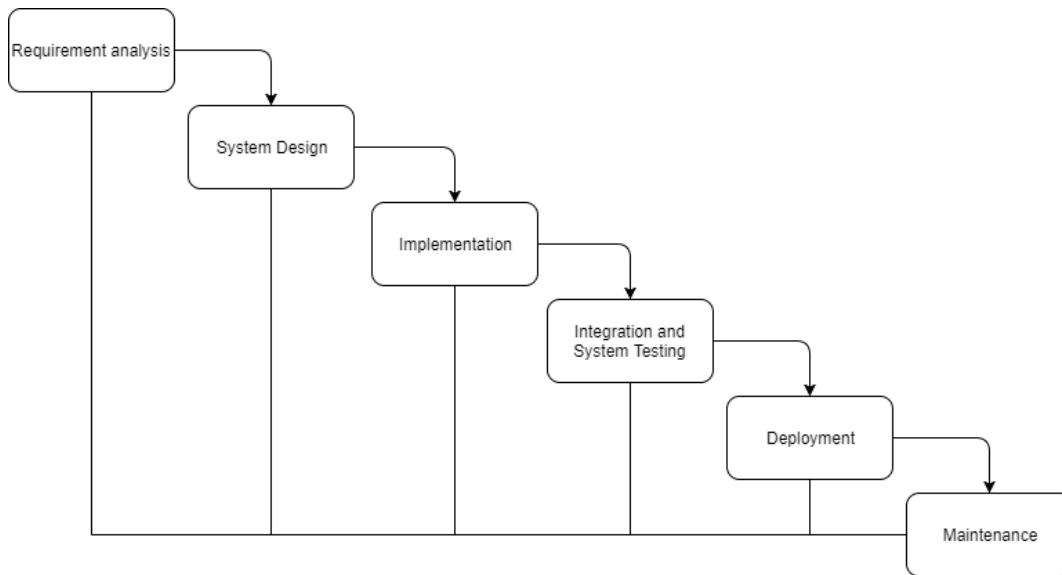 Requirement analysis
System Design
Implementation
Integration and
System Testing
Deployment
Maintenance